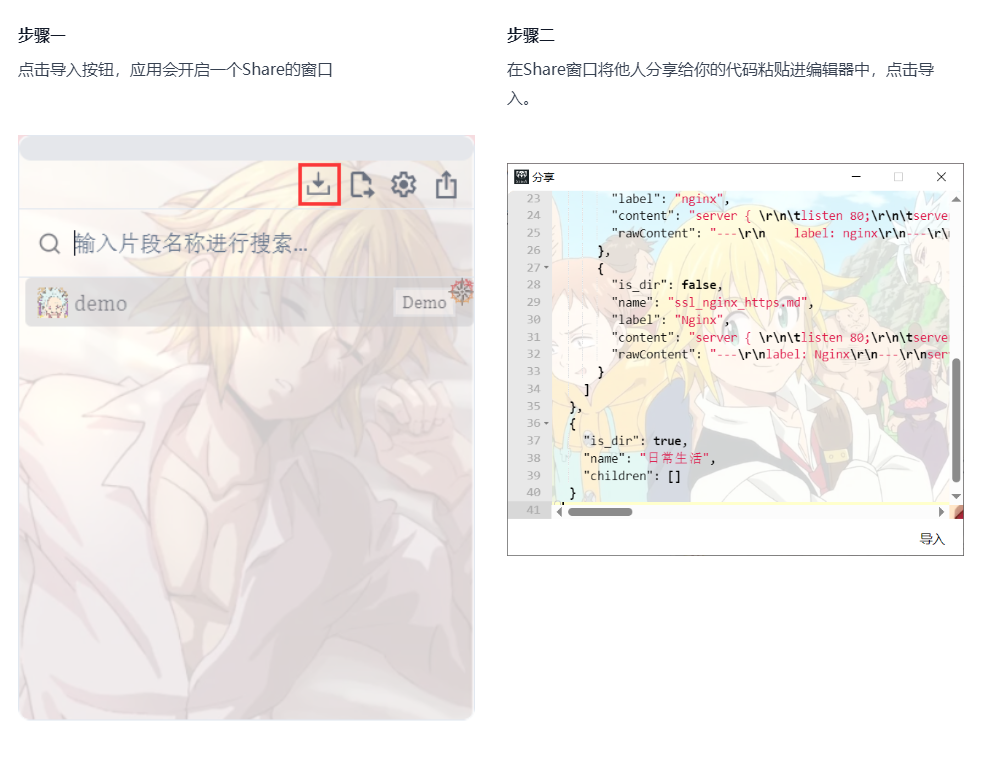 步骤一
点击导入按钮，应用会开启一个Share的窗口
输入片段名称进行搜索...
demo
Demo
步骤二
在Share窗口将他人分享给你的代码粘贴进编辑器中，点击导
入。
分享
23 "label": "nginx",
24 "content": "server { \r\n\tlisten 80;\r\n\tserve
25 "rawContent": "---\r\n    label: nginx\r\n---\r\
26 },
27 {
28 "is_dir": false,
29 "name": "ssl_nginx_https.md",
30 "label": "Nginx",
31 "content": "server { \r\n\tlisten 80;\r\n\tserve
32 "rawContent": "---\r\nlabel: Nginx\r\n---\r\nser
33 }
34 ]
35 },
36 {
37 "is_dir": true,
38 "name": "日常生活",
39 "children": []
40 }
41
导入